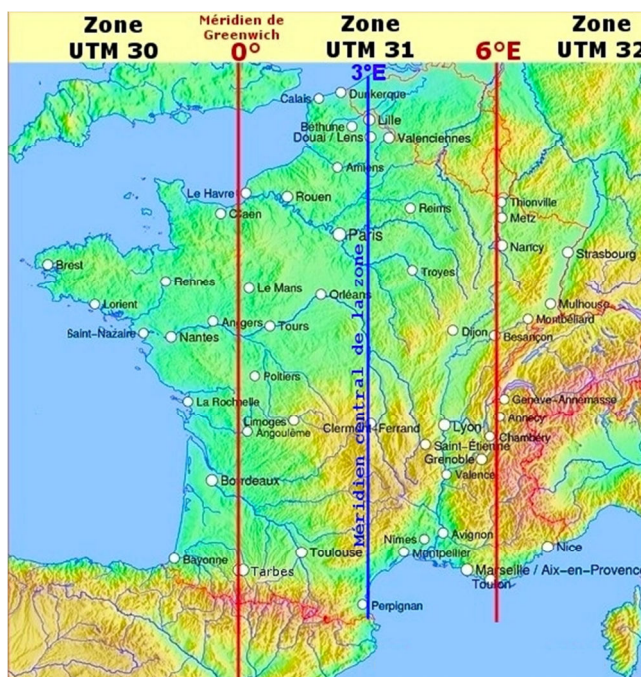 Zone
UTM 30
Méridien de
Greenwich
0°
Zone
UTM 31
3°E
6°E
Zone
UTM 32
Dunkerque
Calais
Lille
Béthune
Douai / Lens
Valenciennes
Amiens
Le Havre
Rouen
Caen
Reims
Thionville
Metz
Paris
Nancy
Strasbourg
Brest
Rennes
Le Mans
Troyes
Orléans
Lorient
Mulhouse
Montbéliard
Saint-Nazaire
Angers
Tours
Nantes
Dijon
Besançon
Poitiers
La Rochelle
Genève-Annemasse
Annecy
Limoges
Angoulême
Clermont-Ferrand
Lyon
Chambéry
Saint-Étienne
Grenoble
Valence
Bordeaux
Méridien central de la zone
Avignon
Nîmes
Montpellier
Nice
Bayonne
Toulouse
Tarbes
Marseille / Aix-en-Provence
Toulon
Perpignan